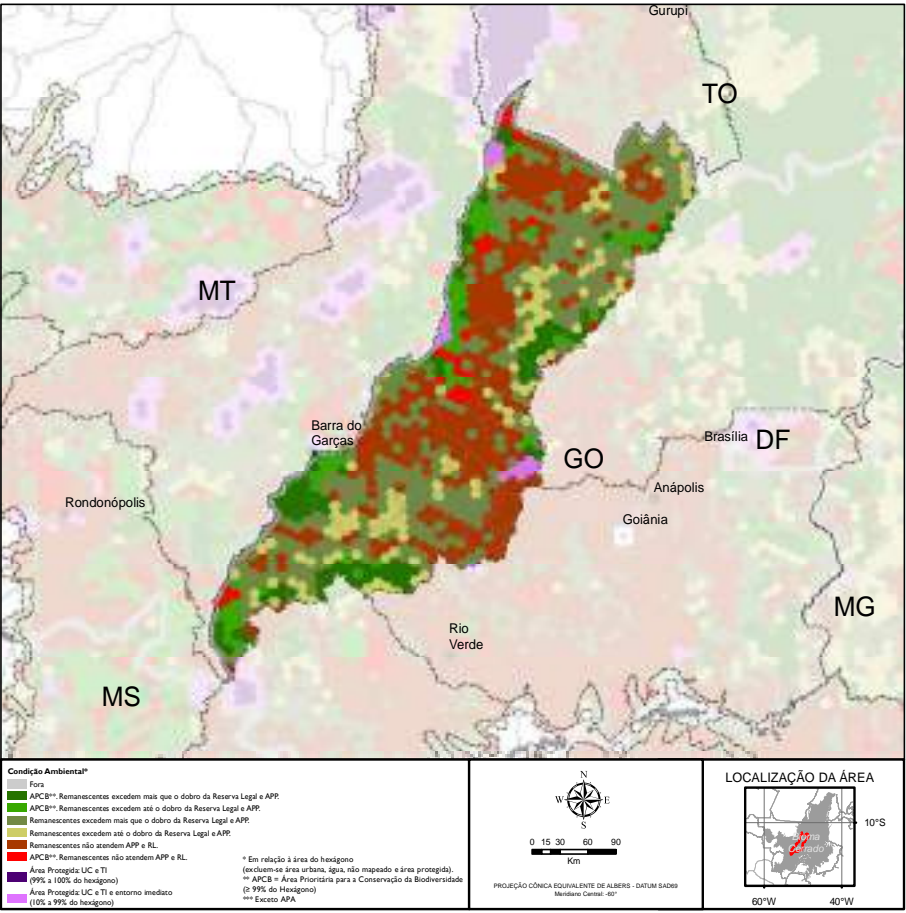 Gurupi
TO
MT
Barra do
Garças
GO
Brasília
DF
Anápolis
Rondonópolis
Goiânia
MG
Rio
Verde
MS
Condição Ambiental*
Fora
APCB**. Remanescentes excedem mais que o dobro da Reserva Legal e APP.
APCB**. Remanescentes excedem até o dobro da Reserva Legal e APP.
Remanescentes excedem mais que o dobro da Reserva Legal e APP.
Remanescentes excedem até o dobro da Reserva Legal e APP.
Remanescentes não atendem APP e RL.
APCB**. Remanescentes não atendem APP e RL.
Área Protegida: UC e TI
(99% a 100% do hexágono)
Área Protegida: UC e TI e entorno imediato
(10% a 99% do hexágono)
* Em relação à área do hexágono
(excluem-se área urbana, água, não mapeado e área protegida).
** APCB = Área Prioritária para a Conservação da Biodiversidade
(≥ 99% do Hexágono)
*** Exceto APA
N
W E
S
0 15 30 60 90
Km
PROJEÇÃO CÔNICA EQUIVALENTE DE ALBERS - DATUM SAD69
Meridiano Central: -60°
LOCALIZAÇÃO DA ÁREA
10°S
Bioma
Cerrado
60°W 40°W